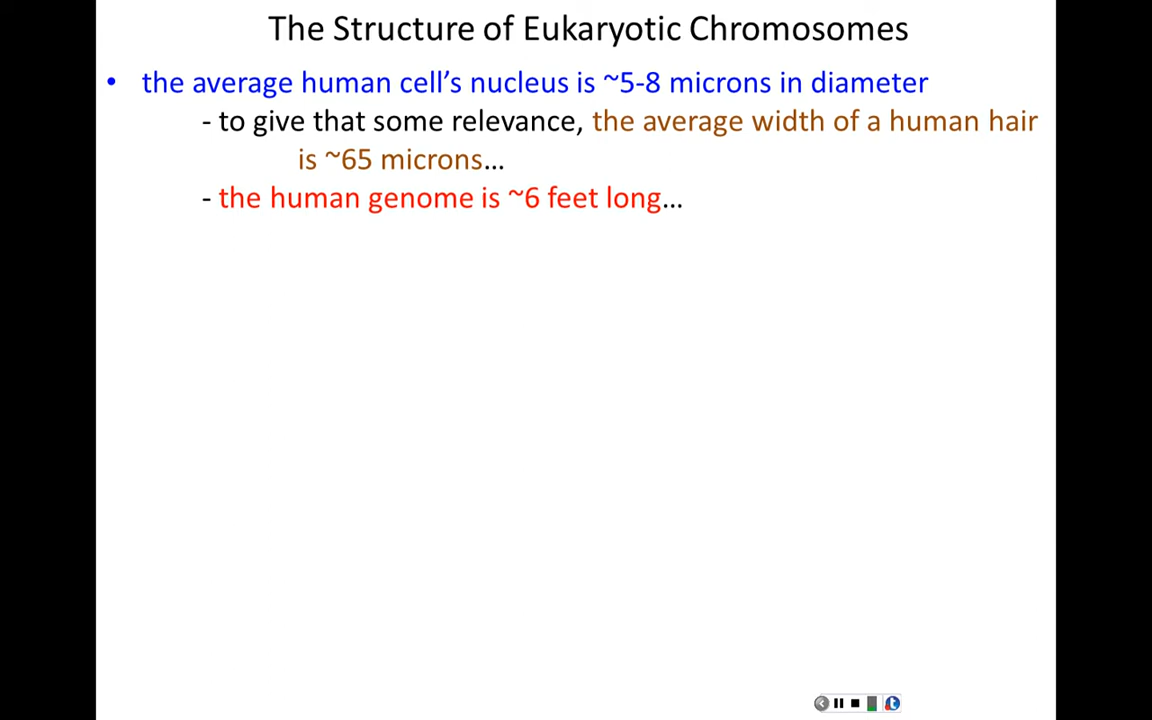 The Structure of Eukaryotic Chromosomes
• the average human cell's nucleus is ~5-8 microns in diameter
- to give that some relevance, the average width of a human hair
is ~65 microns...
- the human genome is ~6 feet long...